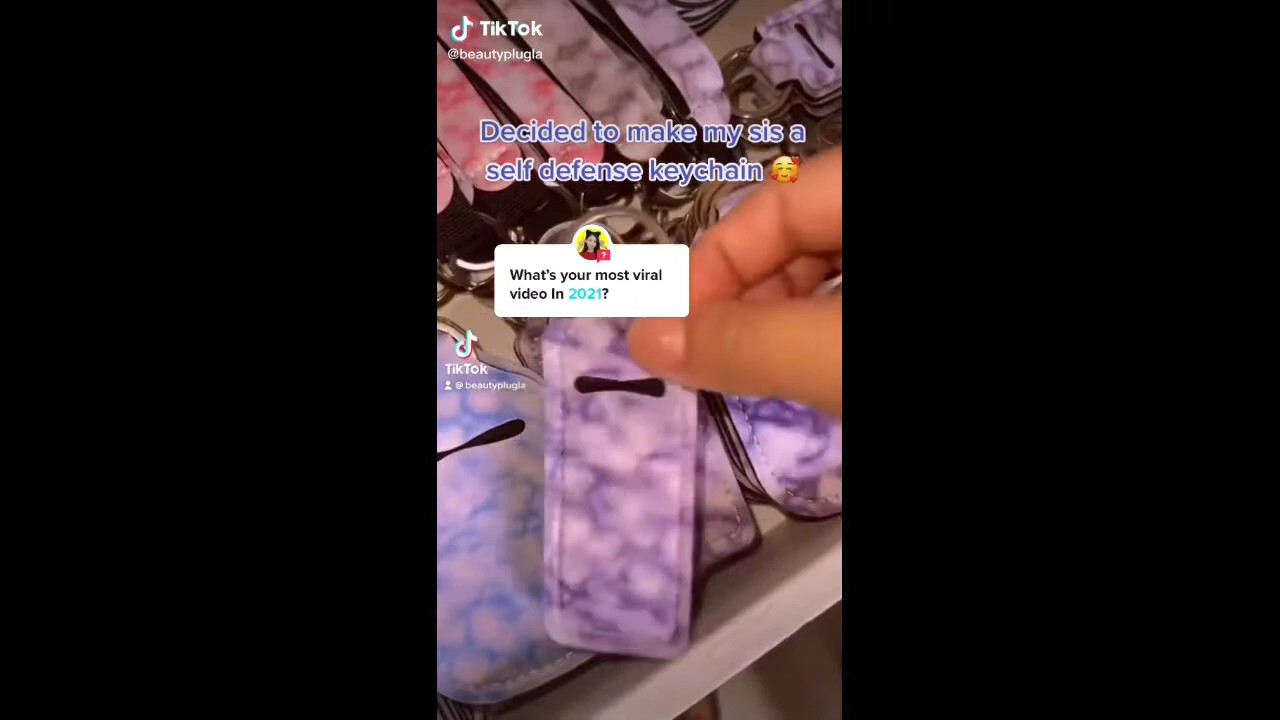 TikTok
@beautyplugla
Decided to make my sis a
self defense keychain 🥰
What's your most viral
video In 2021?
TikTok
@beautyplugla